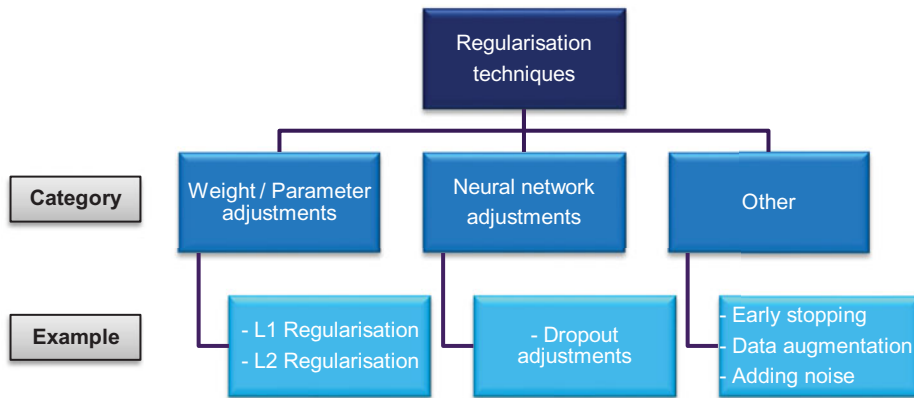 Regularisation
techniques
Category
Weight / Parameter
adjustments
Neural network
adjustments
Other
Example
- L1 Regularisation
- L2 Regularisation
- Dropout
adjustments
- Early stopping
- Data augmentation
- Adding noise